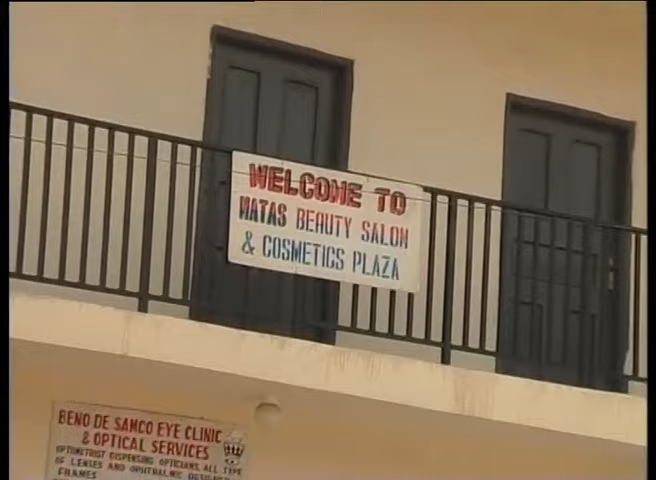 WELCOME TO
MATAS BEAUTY SALON
& COSMETICS PLAZA
BENO DE SAMCO EYE CLINIC
& OPTICAL SERVICES
OPTOMETRIST DISPENSING OPTICIANS, ALL TYPE
OF LENSES AND OPHTHALMIC DESIGNER
FRAMES